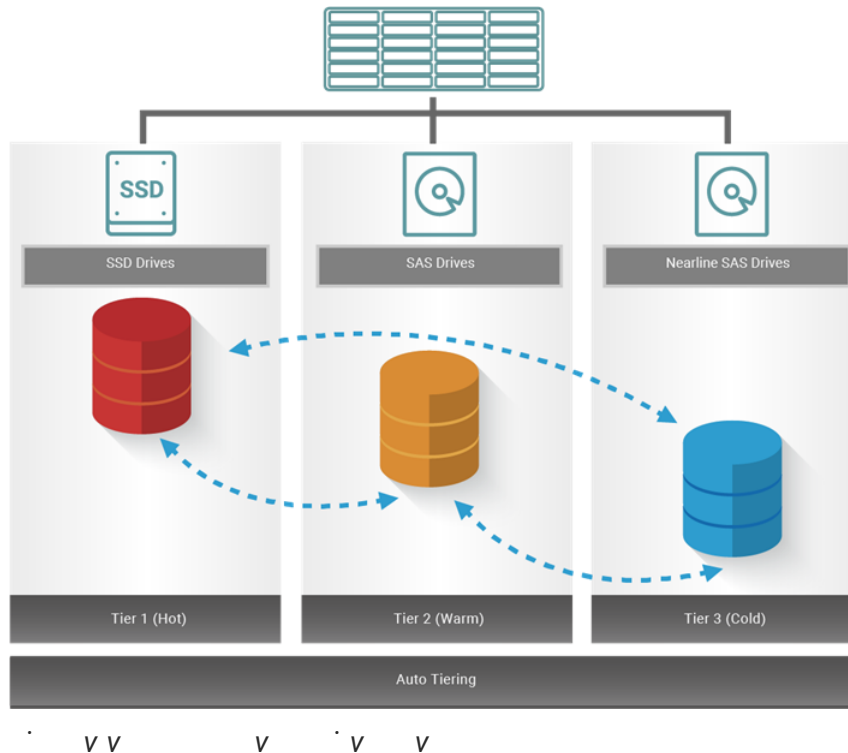 SSD
SSD Drives
SAS Drives
Nearline SAS Drives
Tier 1 (Hot)
Tier 2 (Warm)
Tier 3 (Cold)
Auto Tiering